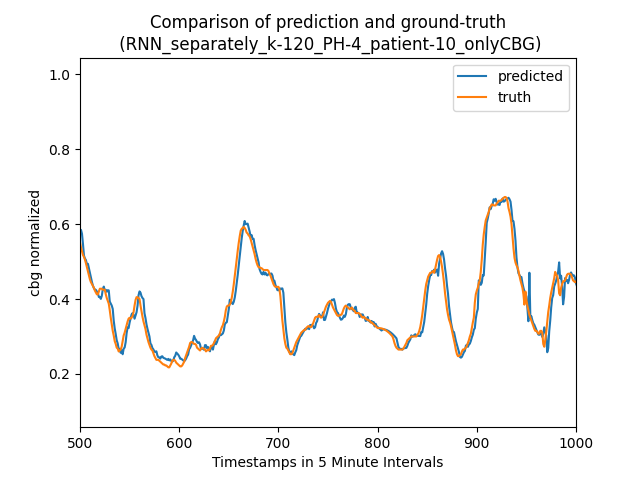 Comparison of prediction and ground-truth
(RNN_separately_k-120_PH-4_patient-10_onlyCBG)
predicted
truth
1.0
0.8
0.6
0.4
0.2
cbg normalized
500 600 700 800 900 1000
Timestamps in 5 Minute Intervals